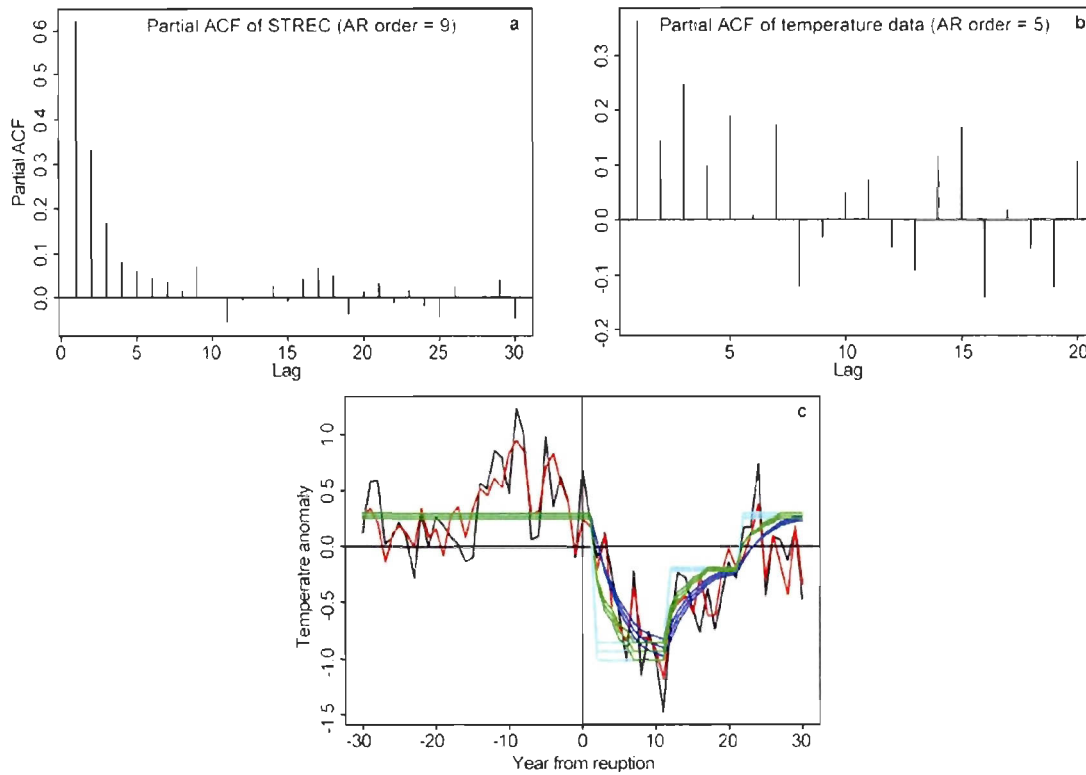 Partial ACF of STREC (AR order = 9) a
Partial ACF
0.6
0.5
0.4
0.3
0.2
0.1
0.0
0 5 10 15 20 25 30
Lag
Partial ACF of temperature data (AR order = 5) b
0.3
0.2
0.1
0.0
-0.1
-0.2
5 10 15 20
Lag
c
Temperatre anomaly
1.0
0.5
0.0
-0.5
-1.0
-1.5
-30 -20 -10 0 10 20 30
Year from reuption